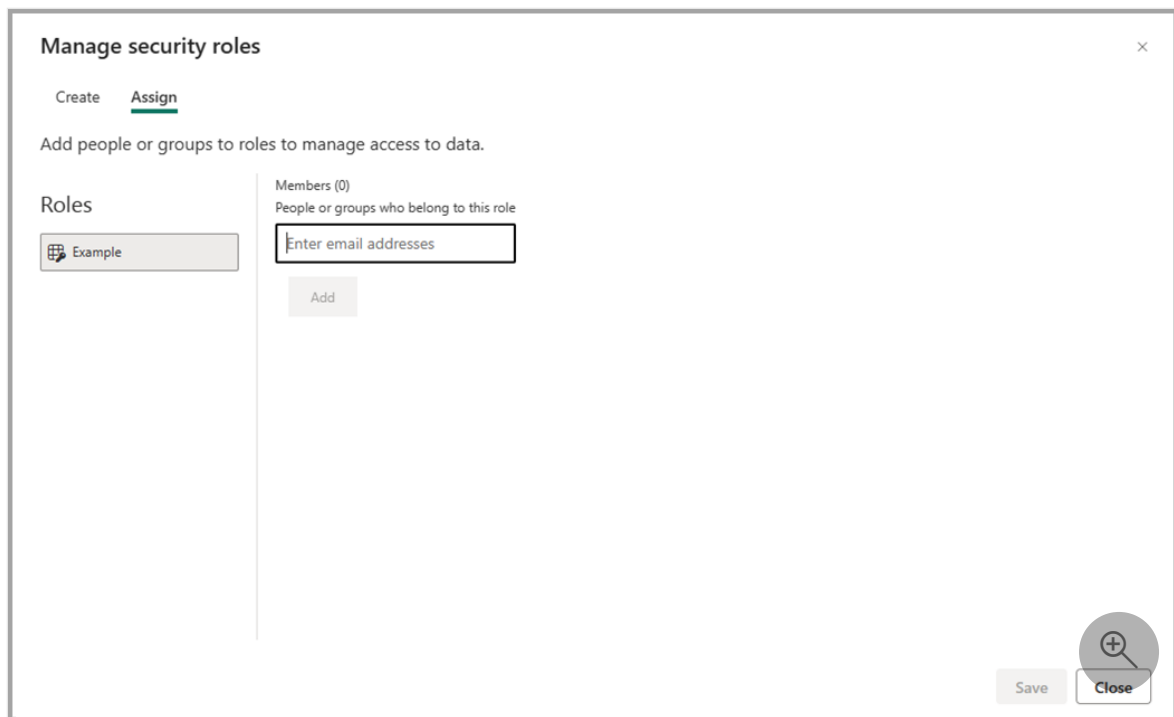 Manage security roles
Create Assign
Add people or groups to roles to manage access to data.
Roles
Example
Members (0)
People or groups who belong to this role
Enter email addresses
Add
Save Close